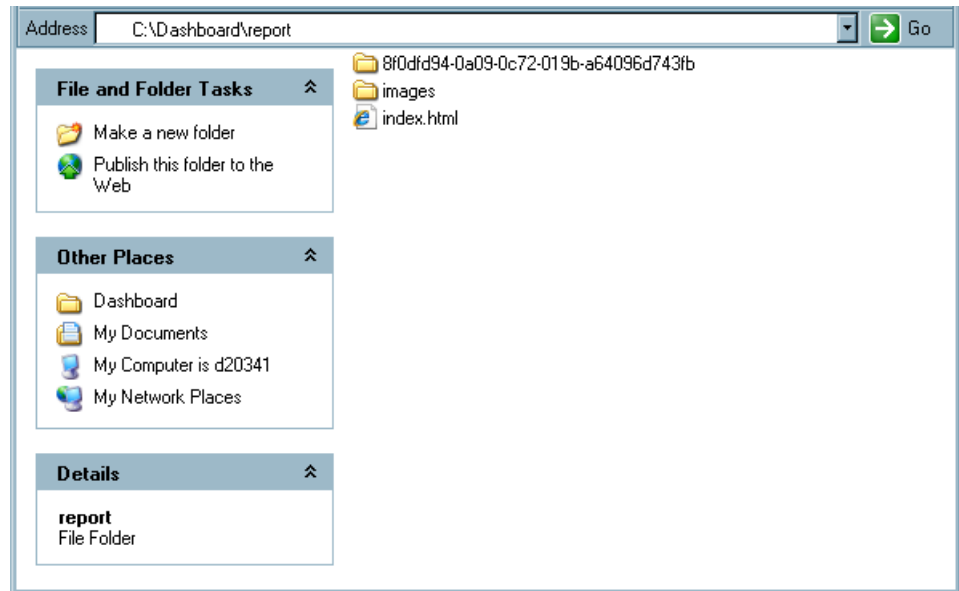 Address C:\Dashboard\report Go
File and Folder Tasks
Make a new folder
Publish this folder to the
Web
Other Places
Dashboard
My Documents
My Computer is d20341
My Network Places
Details
report
File Folder
8f0dfd94-0a09-0c72-019b-a64096d743fb
images
index.html